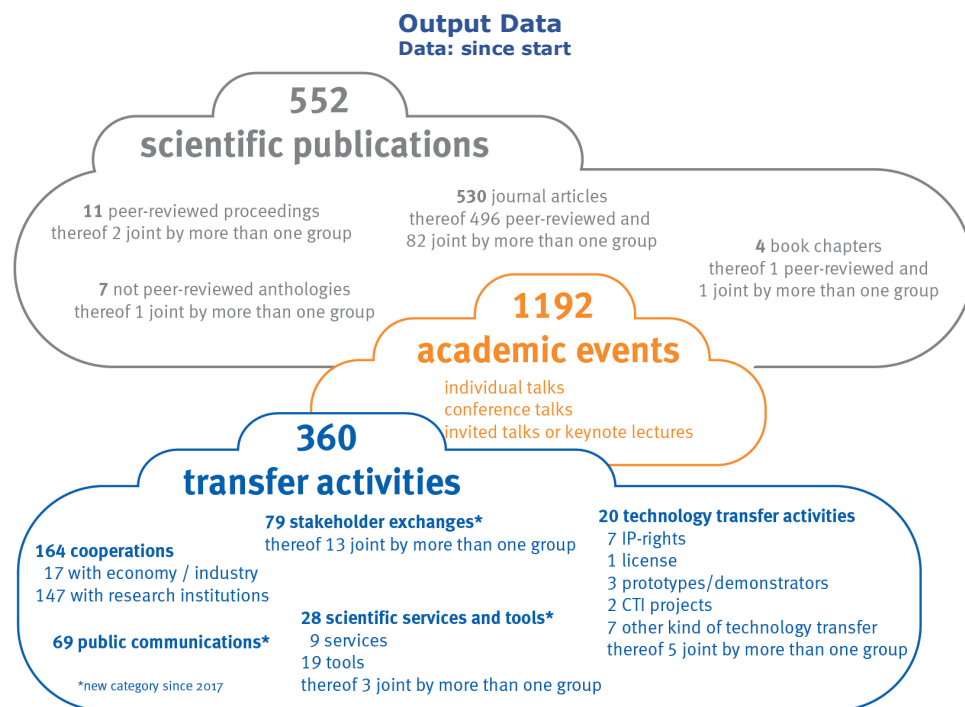 Output Data
Data: since start
552
scientific publications
11 peer-reviewed proceedings
thereof 2 joint by more than one group
530 journal articles
thereof 496 peer-reviewed and
82 joint by more than one group
4 book chapters
thereof 1 peer-reviewed and
1 joint by more than one group
7 not peer-reviewed anthologies
thereof 1 joint by more than one group
1192
academic events
individual talks
conference talks
invited talks or keynote lectures
360
transfer activities
164 cooperations
17 with economy / industry
147 with research institutions
79 stakeholder exchanges*
thereof 13 joint by more than one group
20 technology transfer activities
7 IP-rights
1 license
3 prototypes/demonstrators
2 CTI projects
7 other kind of technology transfer
thereof 5 joint by more than one group
69 public communications*
28 scientific services and tools*
9 services
19 tools
thereof 3 joint by more than one group
*new category since 2017